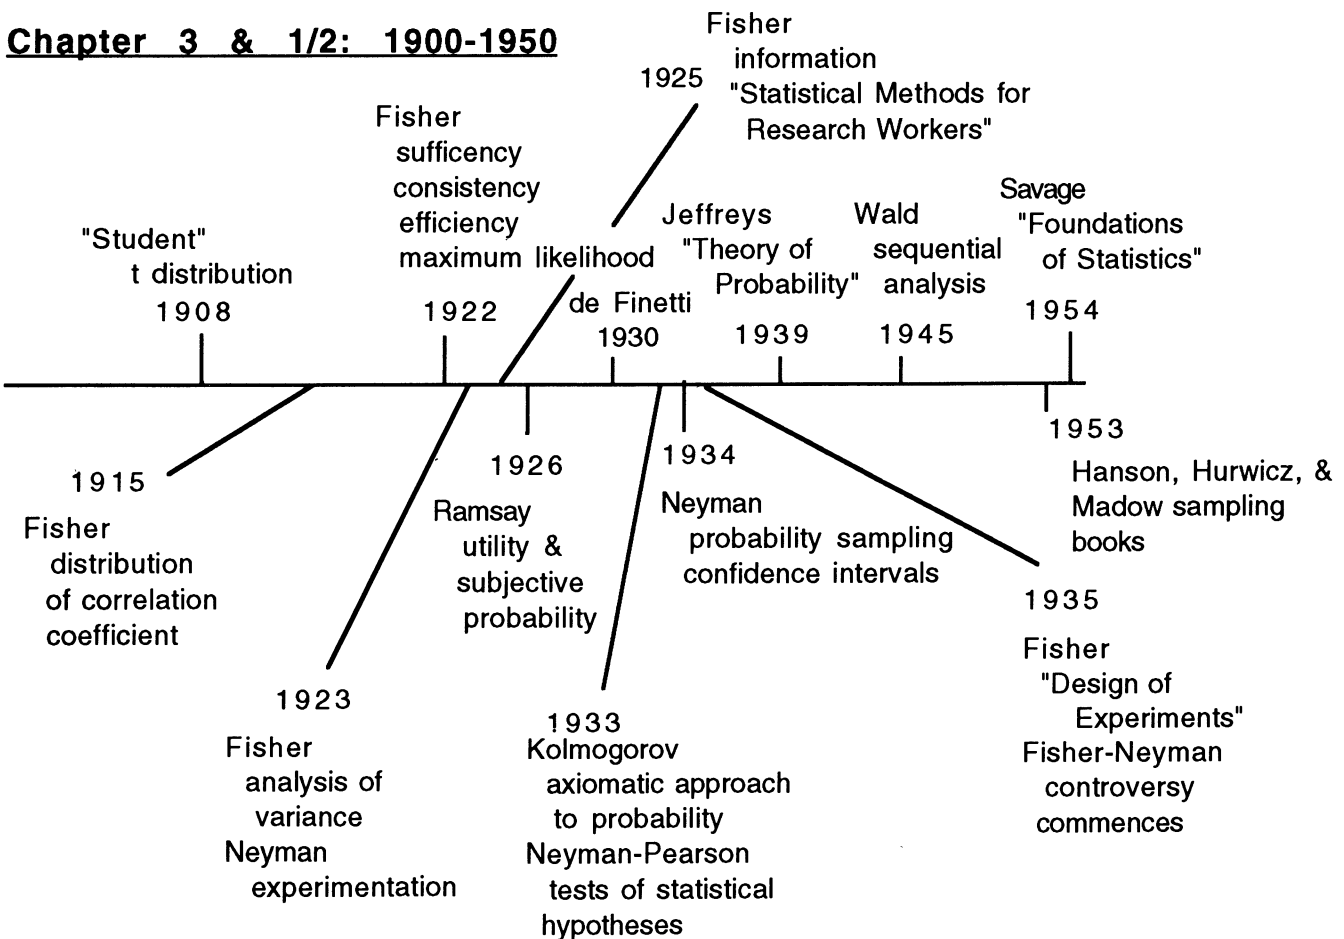 Chapter 3 & 1/2: 1900-1950
"Student"
t distribution
1908
Fisher
sufficency
consistency
efficiency
maximum likelihood
1922
1925
Fisher
information
"Statistical Methods for
Research Workers"
de Finetti
1930
Jeffreys
"Theory of
Probability"
1939
Wald
sequential
analysis
1945
Savage
"Foundations
of Statistics"
1954
1915
Fisher
distribution
of correlation
coefficient
1923
Fisher
analysis of
variance
Neyman
experimentation
1926
Ramsay
utility &
subjective
probability
1933
Kolmogorov
axiomatic approach
to probability
Neyman-Pearson
tests of statistical
hypotheses
1934
Neyman
probability sampling
confidence intervals
1935
Fisher
"Design of
Experiments"
Fisher-Neyman
controversy
commences
1953
Hanson, Hurwicz, &
Madow sampling
books